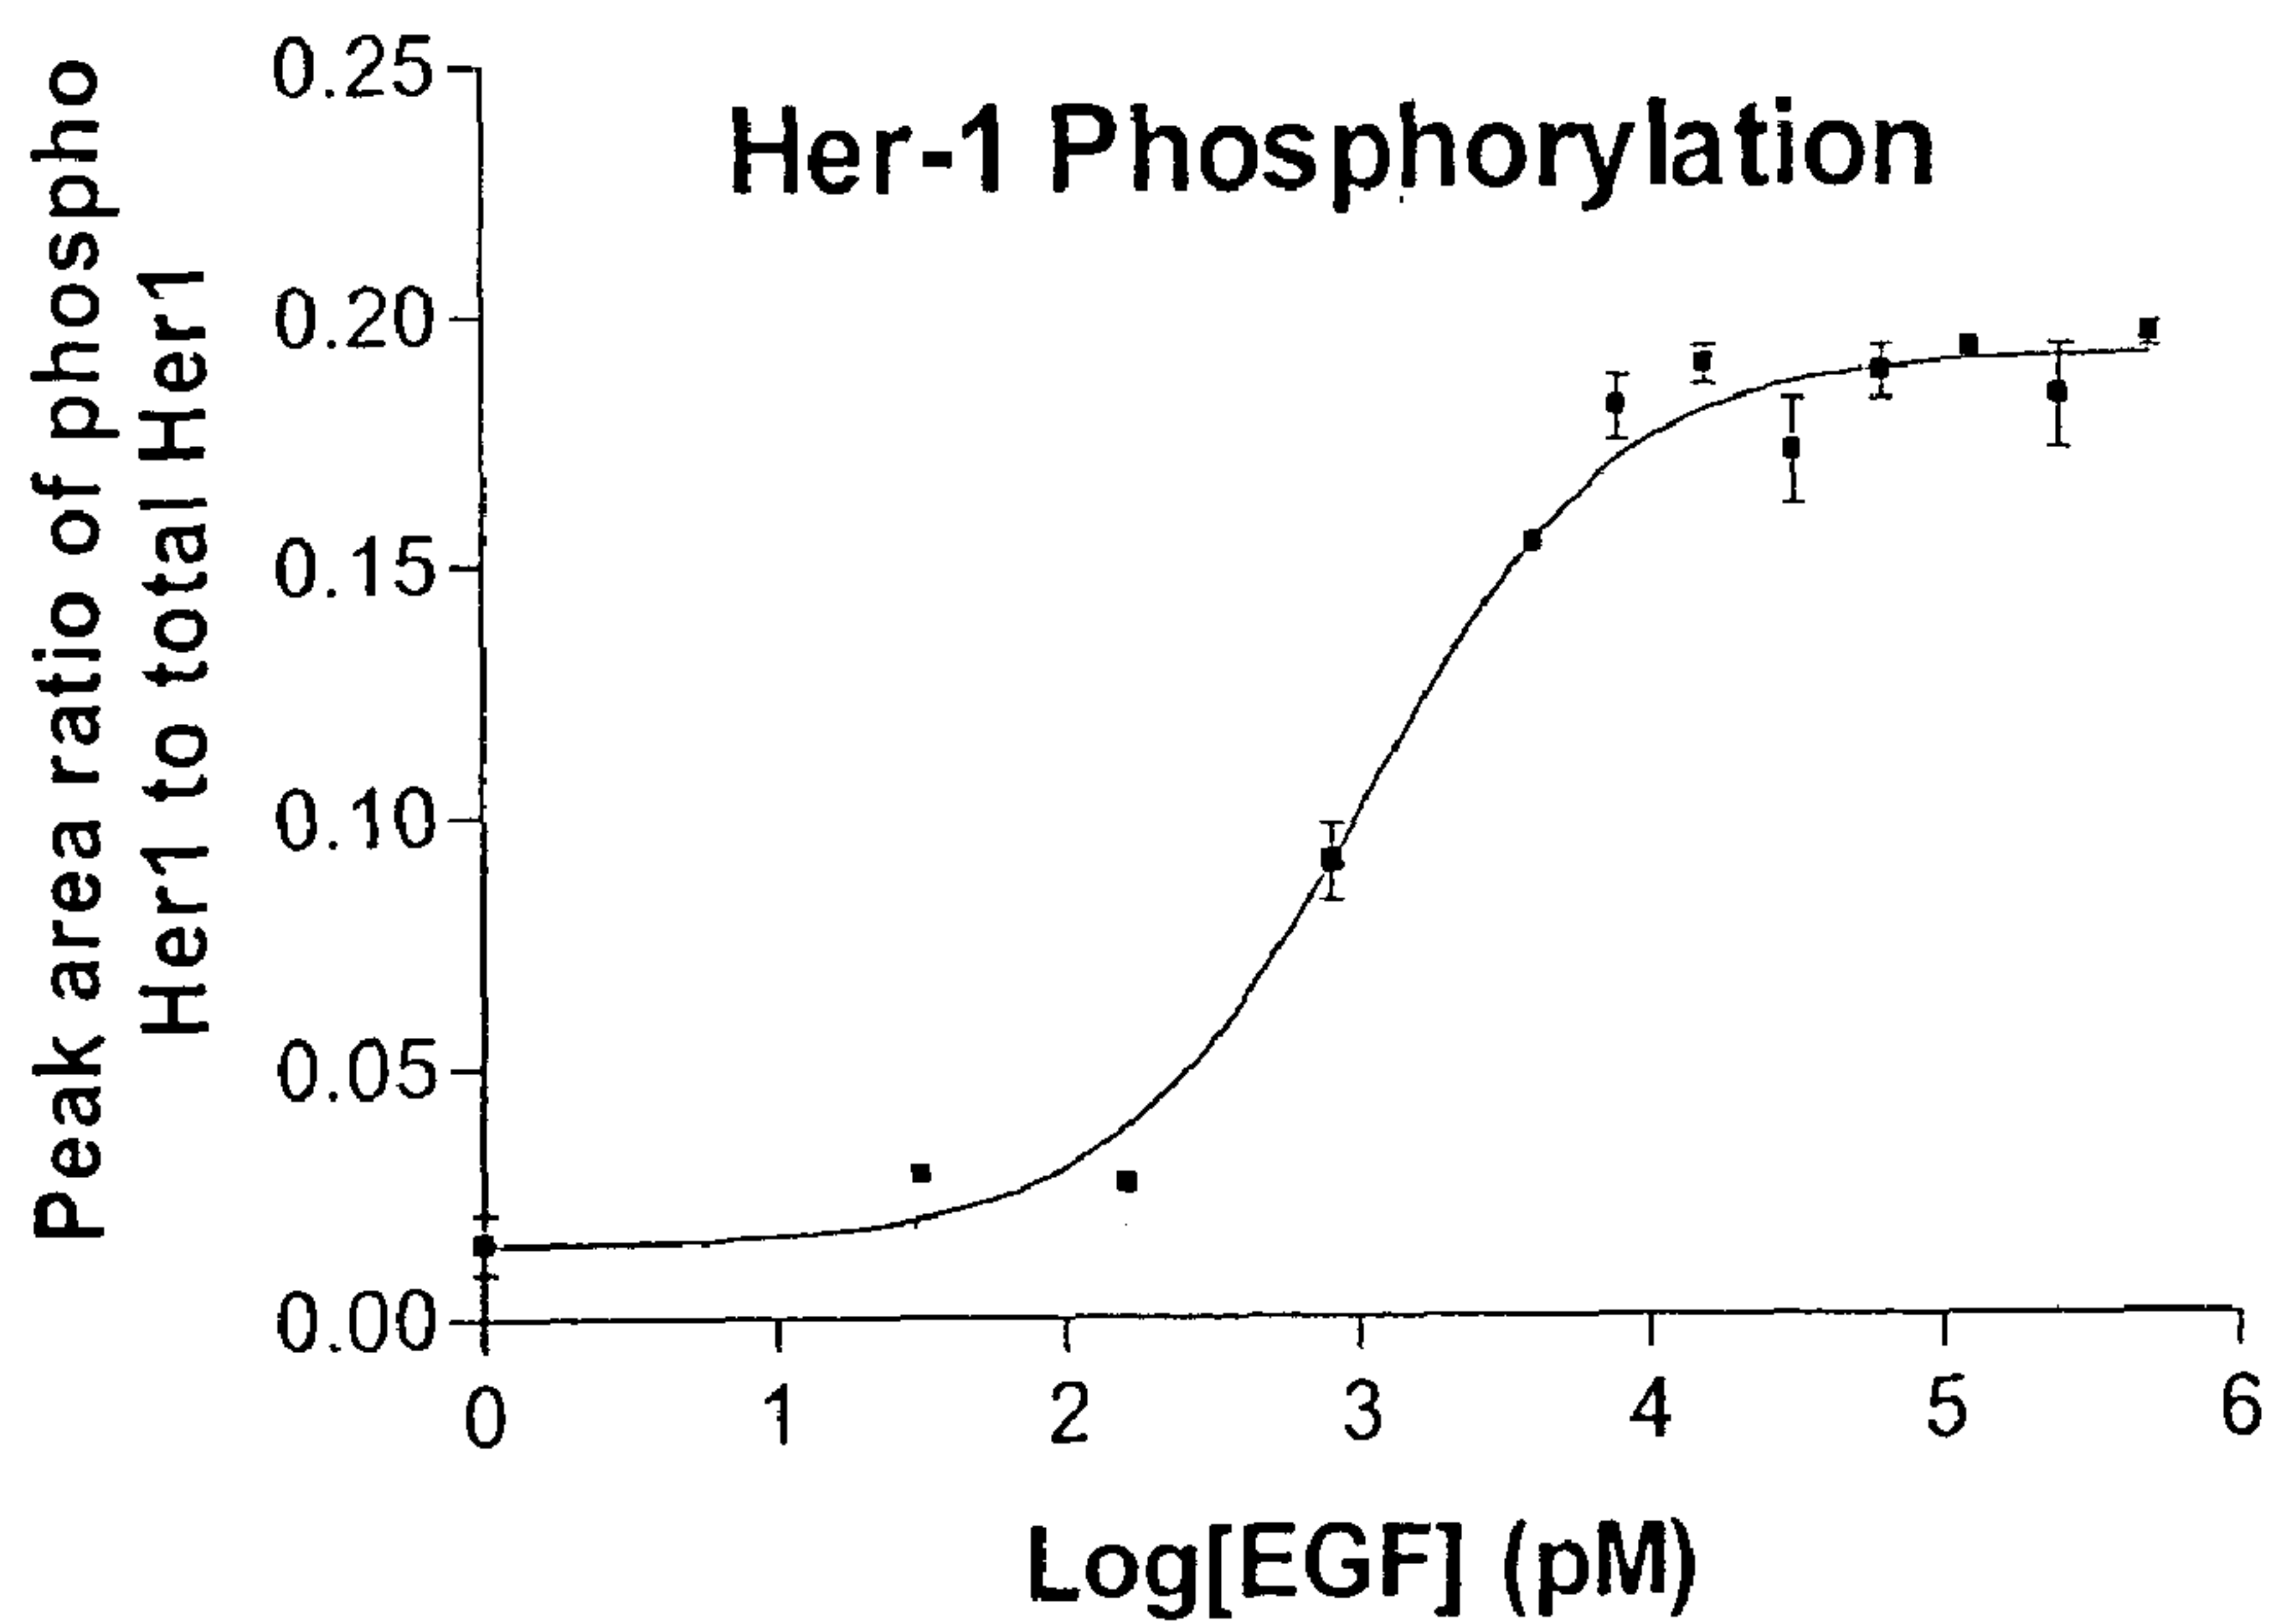 Her-1 Phosphorylation
Peak area ratio of phospho
Her1 to total Her1
0.25
0.20
0.15
0.10
0.05
0.00
0 1 2 3 4 5 6
Log[EGF] (pM)